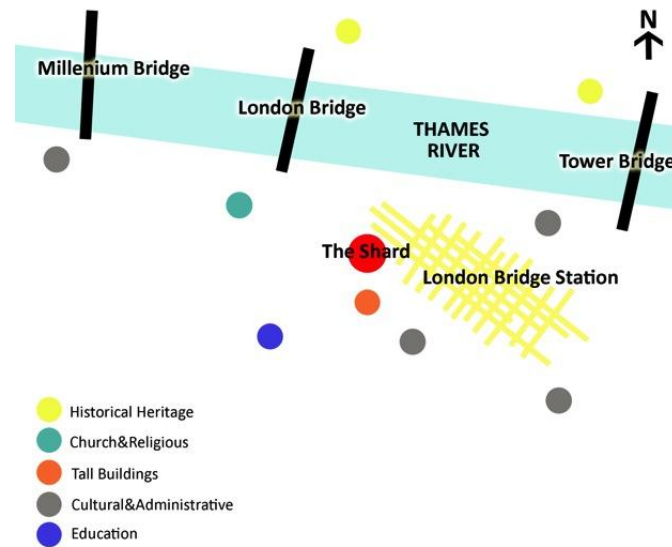 N
Millenium Bridge
London Bridge
THAMES
RIVER
Tower Bridge
The Shard
London Bridge Station
Historical Heritage
Church&Religious
Tall Buildings
Cultural&Administrative
Education